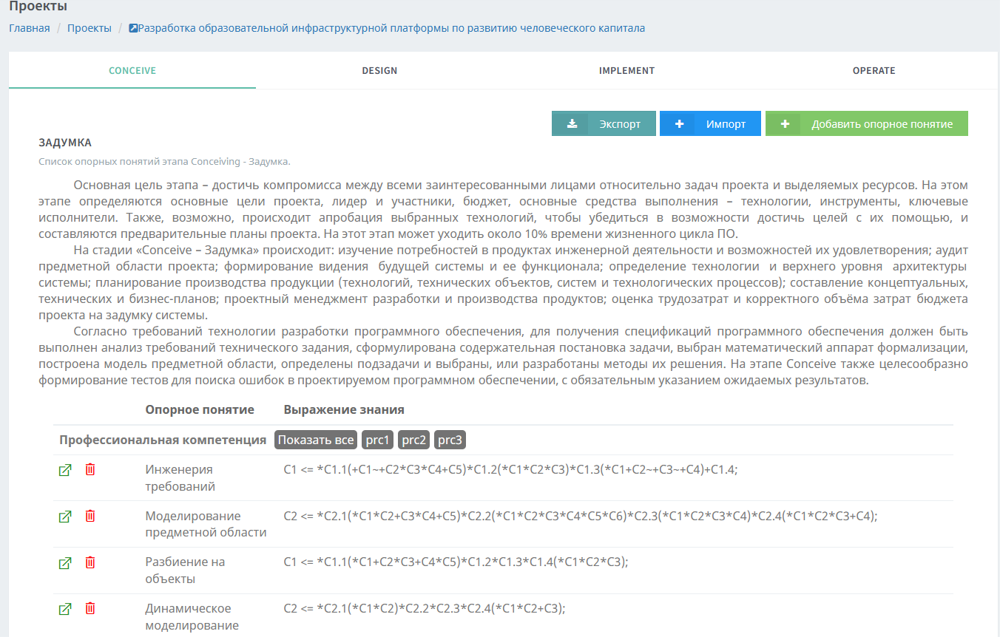 Проекты
Главная / Проекты / Разработка образовательной инфраструктурной платформы по развитию человеческого капитала
CONCEIVE DESIGN IMPLEMENT OPERATE
Экспорт Импорт Добавить опорное понятие
ЗАДУМКА
Список опорных понятий этапа Conceiving - Задумка.
Основная цель этапа – достичь компромисса между всеми заинтересованными лицами относительно задач проекта и выделяемых ресурсов. На этом
этапе определяются основные цели проекта, лидер и участники, бюджет, основные средства выполнения – технологии, инструменты, ключевые
исполнители. Также, возможно, происходит апробация выбранных технологий, чтобы убедиться в возможности достичь целей с их помощью, и
составляются предварительные планы проекта. На этот этап может уходить около 10% времени жизненного цикла ПО.
На стадии «Conceive – Задумка» происходит: изучение потребностей в продуктах инженерной деятельности и возможностей их удовлетворения; аудит
предметной области проекта; формирование видения будущей системы и ее функционала; определение технологии и верхнего уровня архитектуры
системы; планирование производства продукции (технологий, технических объектов, систем и технологических процессов); составление концептуальных,
технических и бизнес-планов; проектный менеджмент разработки и производства продуктов; оценка трудозатрат и корректного объёма затрат бюджета
проекта на задумку системы.
Согласно требований технологии разработки программного обеспечения, для получения спецификаций программного обеспечения должен быть
выполнен анализ требований технического задания, сформулирована содержательная постановка задачи, выбран математический аппарат формализации,
построена модель предметной области, определены подзадачи и выбраны, или разработаны методы их решения. На этапе Conceive также целесообразно
формирование тестов для поиска ошибок в проектируемом программном обеспечении, с обязательным указанием ожидаемых результатов.
Опорное понятие Выражение знания
Профессиональная компетенция Показать все prc1 prc2 prc3
Инженерия C1 <= *C1.1(+C1~+C2*C3*C4+C5)*C1.2(*C1*C2*C3)*C1.3(*C1+C2~+C3~+C4)+C1.4;
требований
Моделирование C2 <= *C2.1(*C1*C2+C3*C4+C5)*C2.2(*C1*C2*C3*C4*C5*C6)*C2.3(*C1*C2*C3*C4)*C2.4(*C1*C2*C3+C4);
предметной области
Разбиение на C1 <= *C1.1(*C1+C2*C3+C4*C5)*C1.2*C1.3*C1.4(*C1*C2*C3);
объекты
Динамическое C2 <= *C2.1(*C1*C2)*C2.2*C2.3*C2.4(*C1*C2+C3);
моделирование